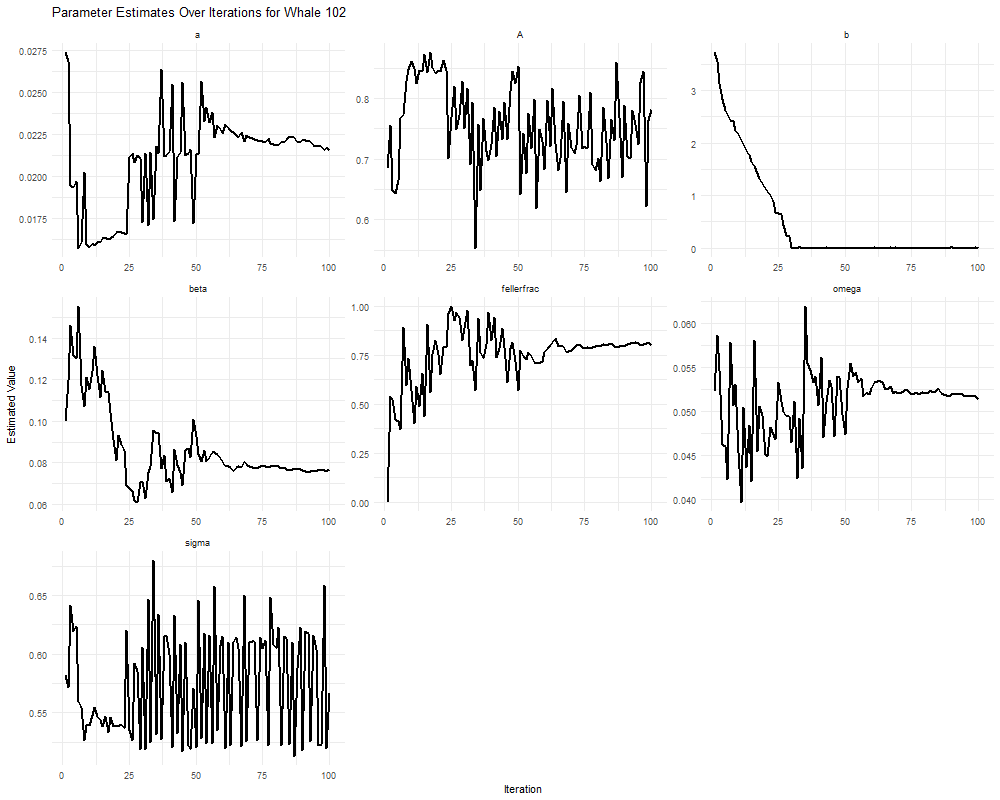 Parameter Estimates Over Iterations for Whale 102
a
A
b
0.0275
0.0250
0.0225
0.0200
0.0175
0 25 50 75 100
0.8
0.7
0.6
0 25 50 75 100
3
2
1
0
0 25 50 75 100
beta
fellerfrac
omega
0.14
0.12
0.10
0.08
0.06
0 25 50 75 100
1.00
0.75
0.50
0.25
0.00
0 25 50 75 100
0.060
0.055
0.050
0.045
0.040
0 25 50 75 100
sigma
0.65
0.60
0.55
0 25 50 75 100
Estimated Value
Iteration